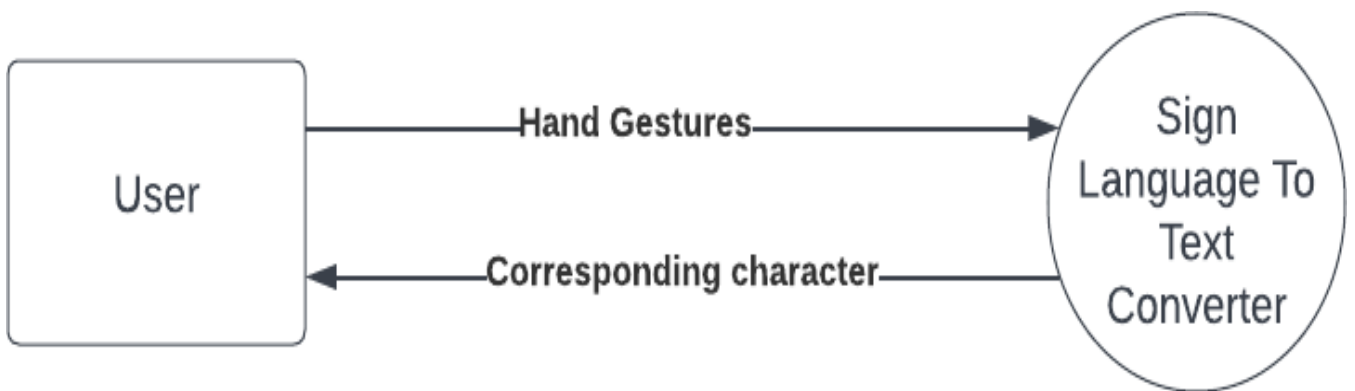 User
Hand Gestures
Corresponding character
Sign
Language To
Text
Converter